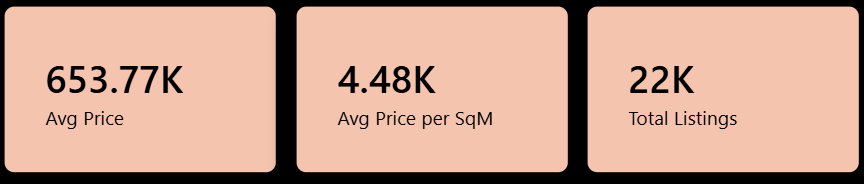 653.77K
Avg Price
4.48K
Avg Price per SqM
22K
Total Listings